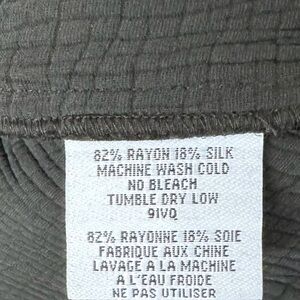 82% RAYON 18% SILK
MACHINE WASH COLD
NO BLEACH
TUMBLE DRY LOW
91VQ
82% RAYONNE 18% SOIE
FABRIQUE AUX CHINE
LAVAGE A LA MACHINE
A L'EAU FROIDE
NE PAS UTILISER